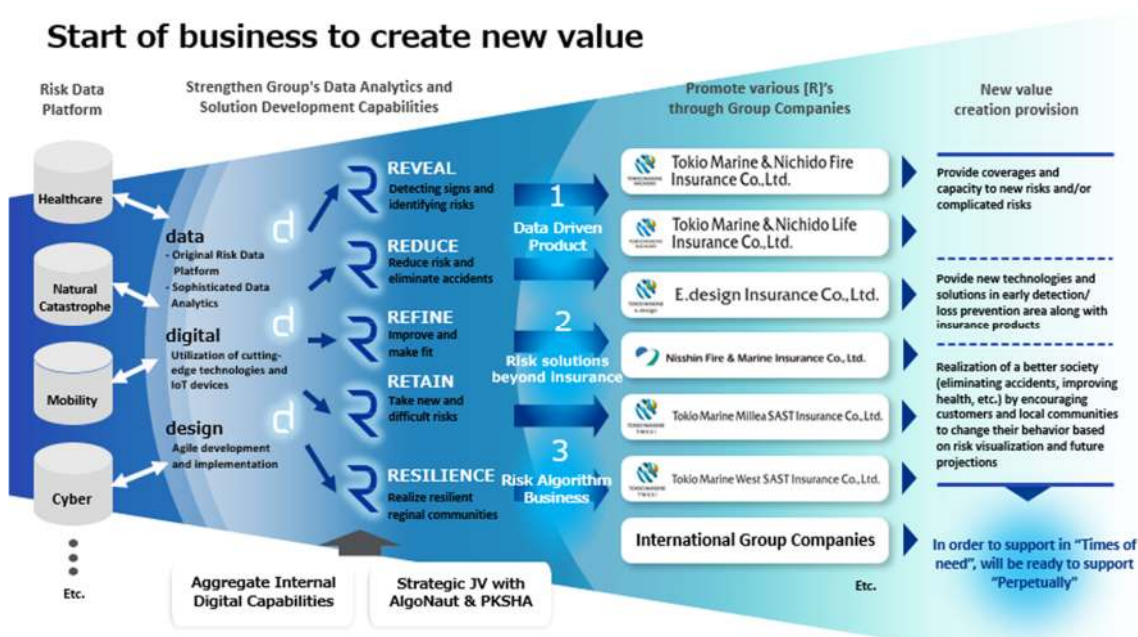 Start of business to create new value
Risk Data
Platform
Strengthen Group's Data Analytics and
Solution Development Capabilities
Promote various [R]'s
through Group Companies
New value
creation provision
Healthcare
Natural
Catastrophe
Mobility
Cyber
Etc.
data
- Original Risk Data
Platform
- Sophisticated Data
Analytics
digital
Utilization of cutting-
edge technologies and
IoT devices
design
Agile development
and implementation
d
d
d
R
REVEAL
Detecting signs and
identifying risks
R
REDUCE
Reduce risk and
eliminate accidents
R
REFINE
Improve and
make fit
R
RETAIN
Take new and
difficult risks
R
RESILIENCE
Realize resilient
reginal communities
Aggregate Internal
Digital Capabilities
Strategic JV with
AlgoNaut & PKSHA
1
Data Driven
Product
2
Risk solutions
beyond Insurance
3
Risk Algorithm
Business
Tokio Marine & Nichido Fire
Insurance Co.,Ltd.
Tokio Marine & Nichido Life
Insurance Co.,Ltd.
E.design Insurance Co.,Ltd.
Nisshin Fire & Marine Insurance Co., Ltd.
Tokio Marine Millea SAST Insurance Co., Ltd.
Tokio Marine West SAST Insurance Co., Ltd.
International Group Companies
Etc.
Provide coverages and
capacity to new risks and/or
complicated risks
Povide new technologies and
solutions in early detection/
loss prevention area along with
insurance products
Realization of a better society
(eliminating accidents, improving
health, etc.) by encouraging
customers and local communities
to change their behavior based
on risk visualization and future
projections
In order to support in “Times of
need”, will be ready to support
“Perpetually”